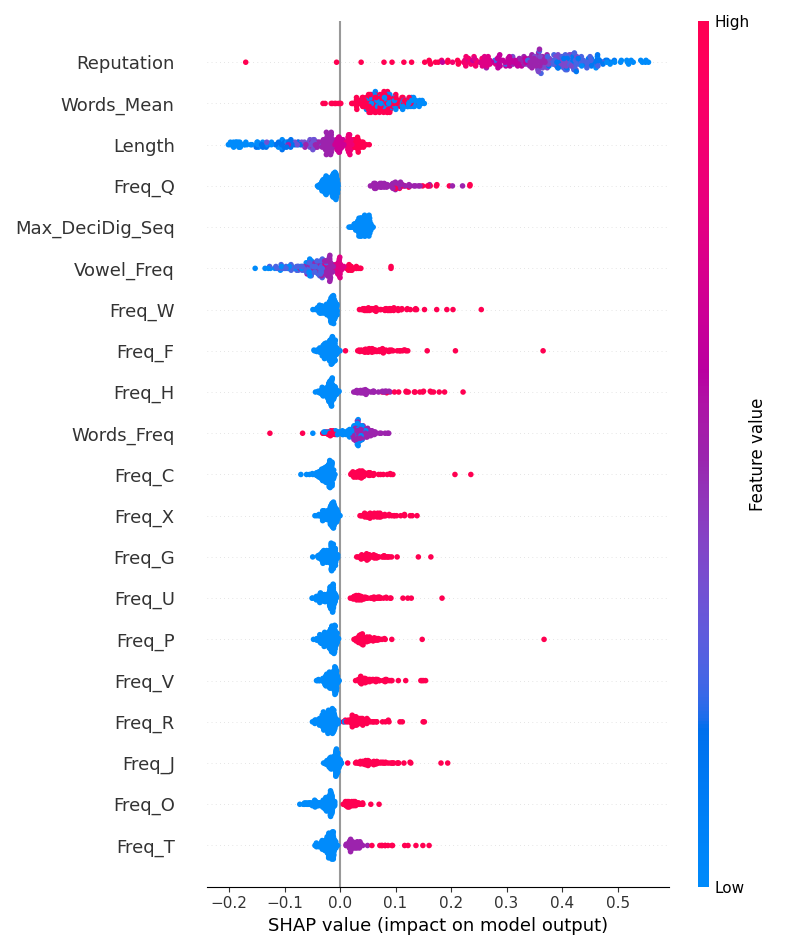 High
Reputation
Words_Mean
Length
Freq_Q
Max_DeciDig_Seq
Vowel_Freq
Freq_W
Freq_F
Freq_H
Words_Freq
Freq_C
Freq_X
Freq_G
Freq_U
Freq_P
Freq_V
Freq_R
Freq_J
Freq_O
Freq_T
Feature value
Low
−0.2 −0.1 0.0 0.1 0.2 0.3 0.4 0.5
SHAP value (impact on model output)